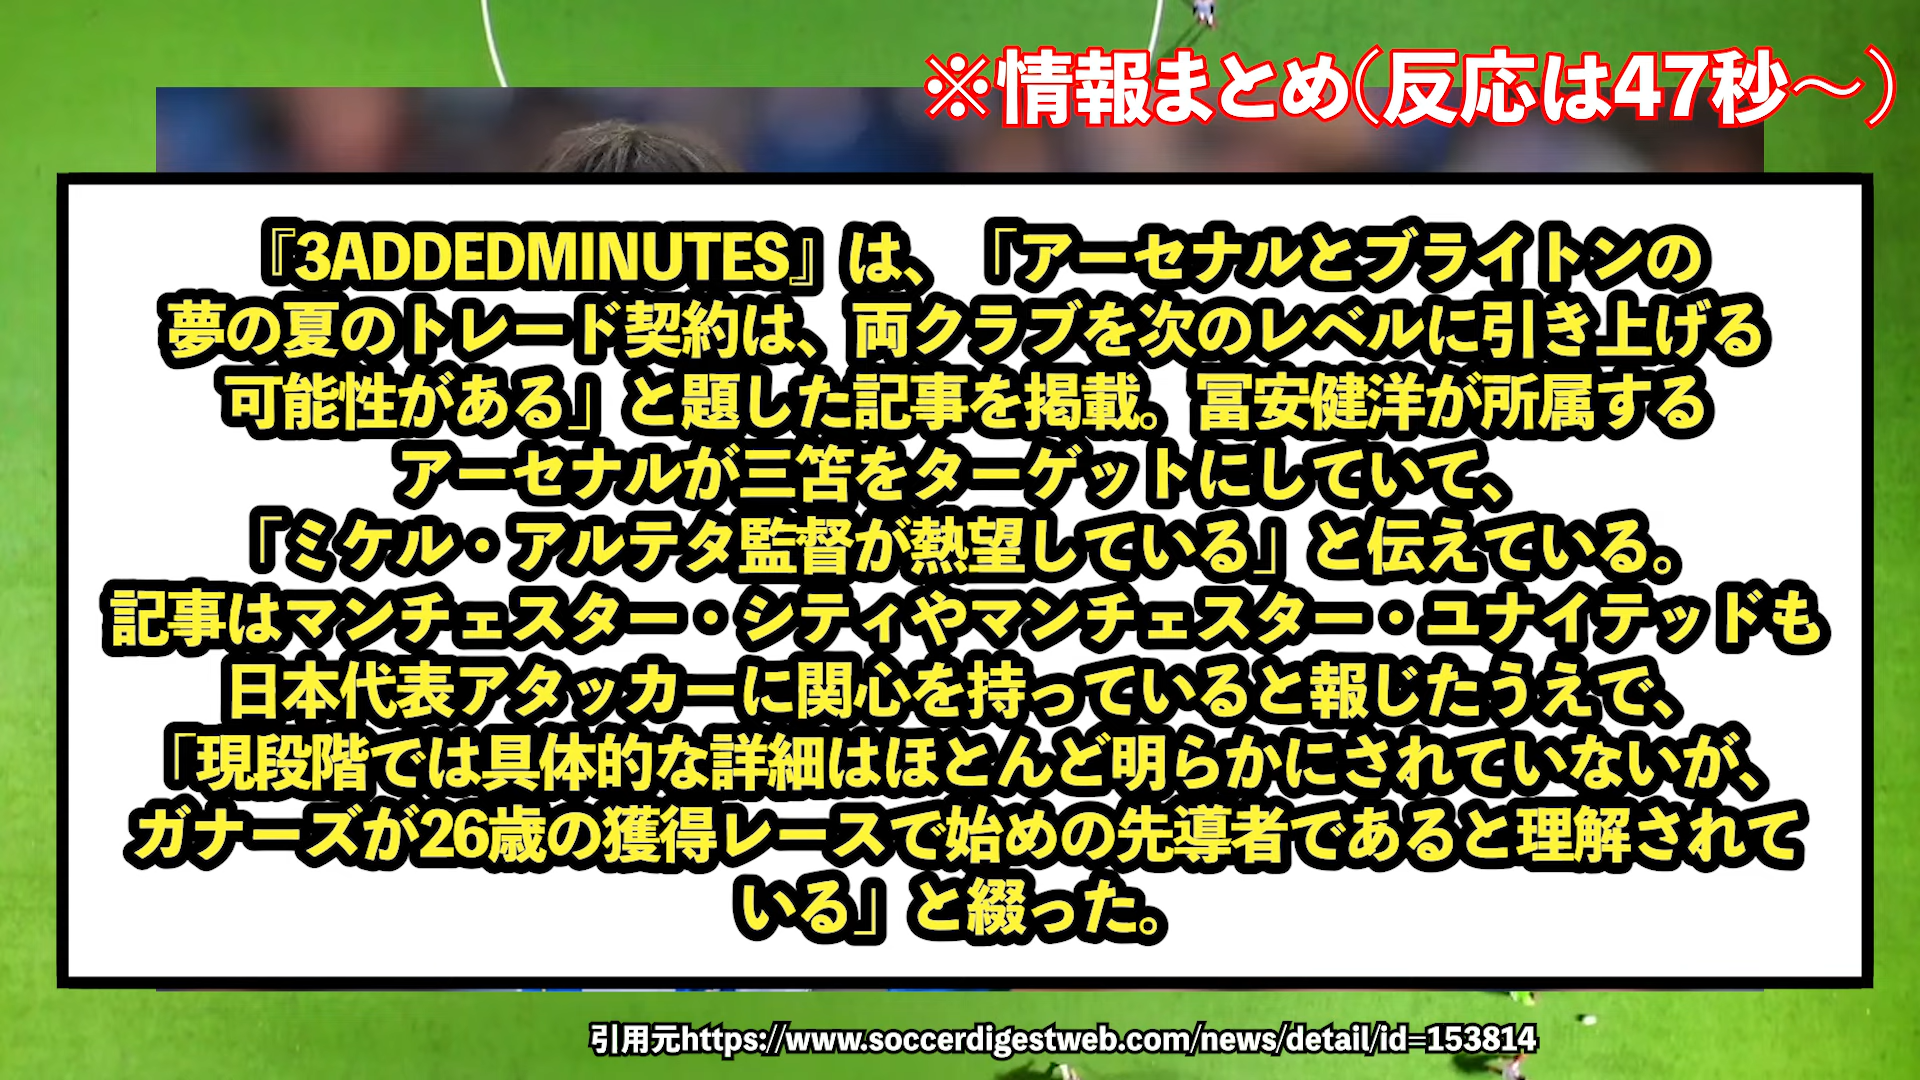 ※情報まとめ(反応は47秒～)
『3ADDEDMINUTES』は、「アーセナルとブライトンの
夢の夏のトレード契約は、両クラブを次のレベルに引き上げる
可能性がある」と題した記事を掲載。冨安健洋が所属する
アーセナルが三笘をターゲットにしていて、
「ミケル・アルテタ監督が熱望している」と伝えている。
記事はマンチェスター・シティやマンチェスター・ユナイテッドも
日本代表アタッカーに関心を持っていると報じたうえで、
「現段階では具体的な詳細はほとんど明らかにされていないが、
ガナーズが26歳の獲得レースで始めの先導者であると理解されて
いる」と綴った。
引用元https://www.soccerdigestweb.com/news/detail/id=153814